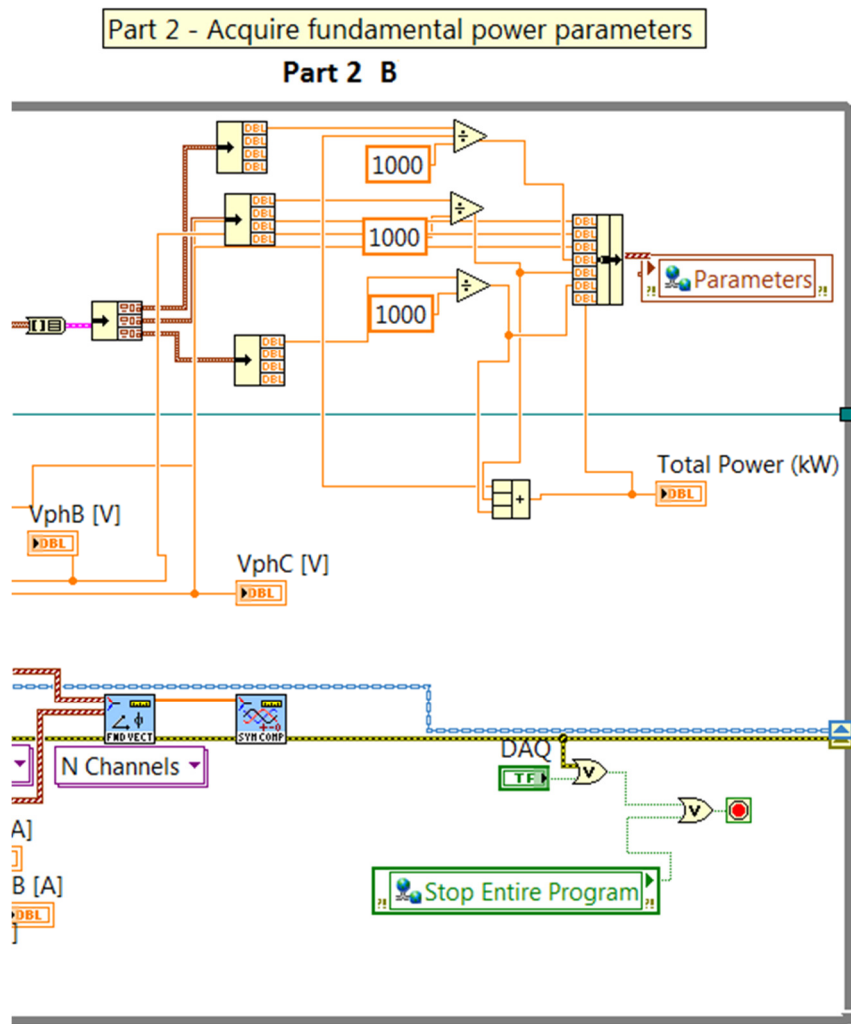 Part 2 - Acquire fundamental power parameters
Part 2 B
DBL
DBL
DBL
DBL
1000
DBL
DBL
DBL
DBL
1000
DBL
DBL
DBL
DBL
DBL
DBL
DBL
Parameters
?!
?!
1000
DBL
DBL
DBL
DBL
Total Power (kW)
DBL
VphB [V]
DBL
VphC [V]
DBL
FND VECT
SYM COMP
N Channels
DAQ
TF
V
V
A]
Stop Entire Program
?!
?!
B [A]
DBL
]